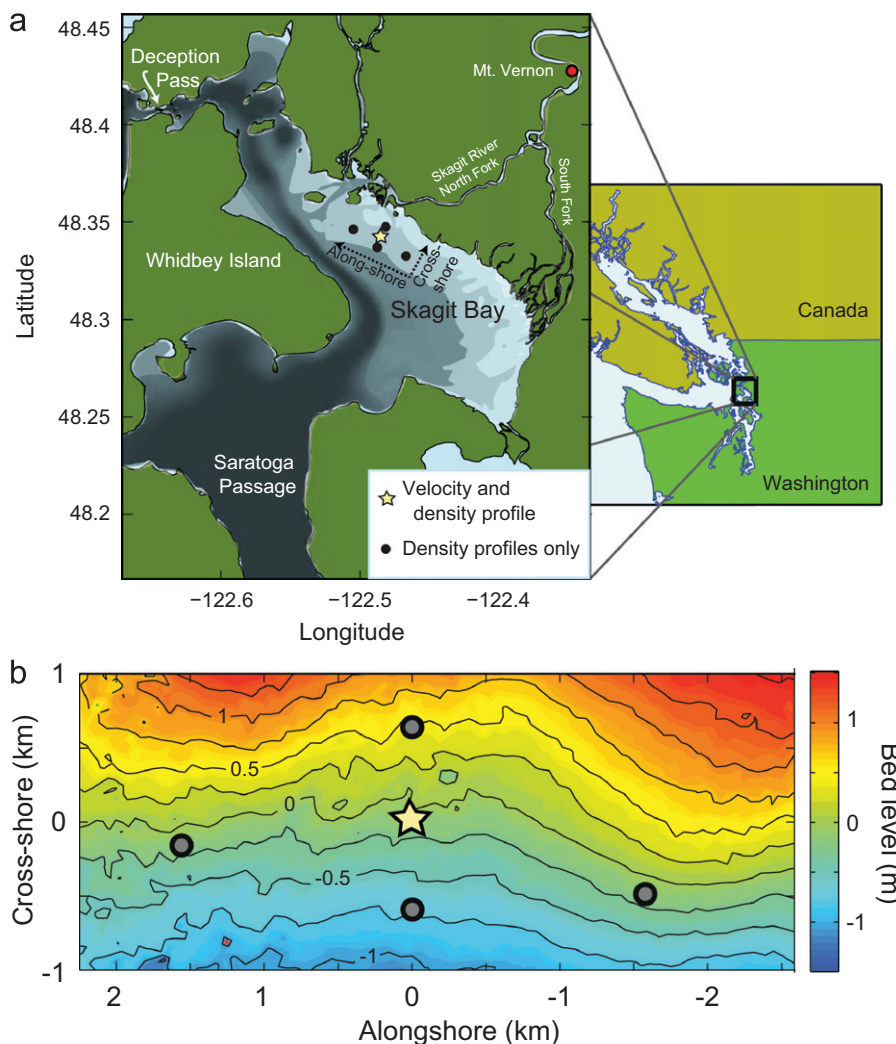 a
48.45
48.4
48.35
48.3
48.25
48.2
Latitude
Deception
Pass
Mt. Vernon
Skagit River
North Fork
South Fork
Whidbey Island
Along-shore
Cross-
shore
Skagit Bay
Saratoga
Passage
Velocity and
density profile
Density profiles only
−122.6
−122.5
−122.4
Longitude
Canada
Washington
b
1
0
-1
Cross-shore (km)
1
0.5
0
-0.5
-1
2
1
0
-1
-2
Alongshore (km)
1
0
-1
Bed level (m)